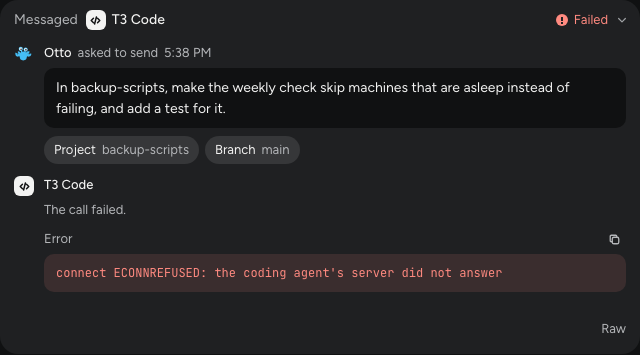 Messaged T3 Code Failed
Otto asked to send 5:38 PM
In backup-scripts, make the weekly check skip machines that are asleep instead of
failing, and add a test for it.
Project backup-scripts Branch main
T3 Code
The call failed.
Error
connect ECONNREFUSED: the coding agent's server did not answer
Raw